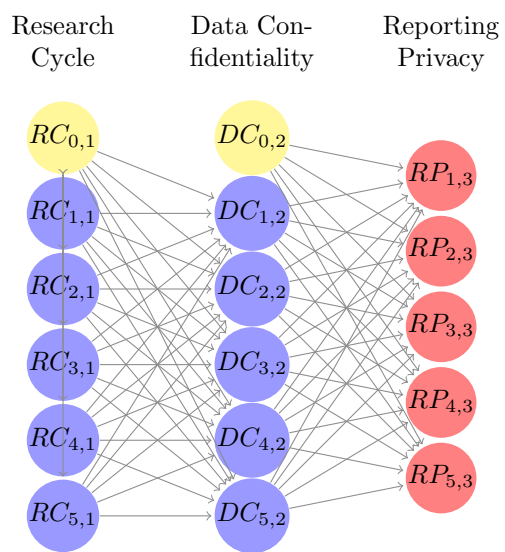 Research Cycle
Data Con-
fidentiality
Reporting Privacy
RC0,1
DC0,2
RC1,1
DC1,2
RP1,3
RC2,1
DC2,2
RP2,3
RC3,1
DC3,2
RP3,3
RC4,1
DC4,2
RP4,3
RC5,1
DC5,2
RP5,3